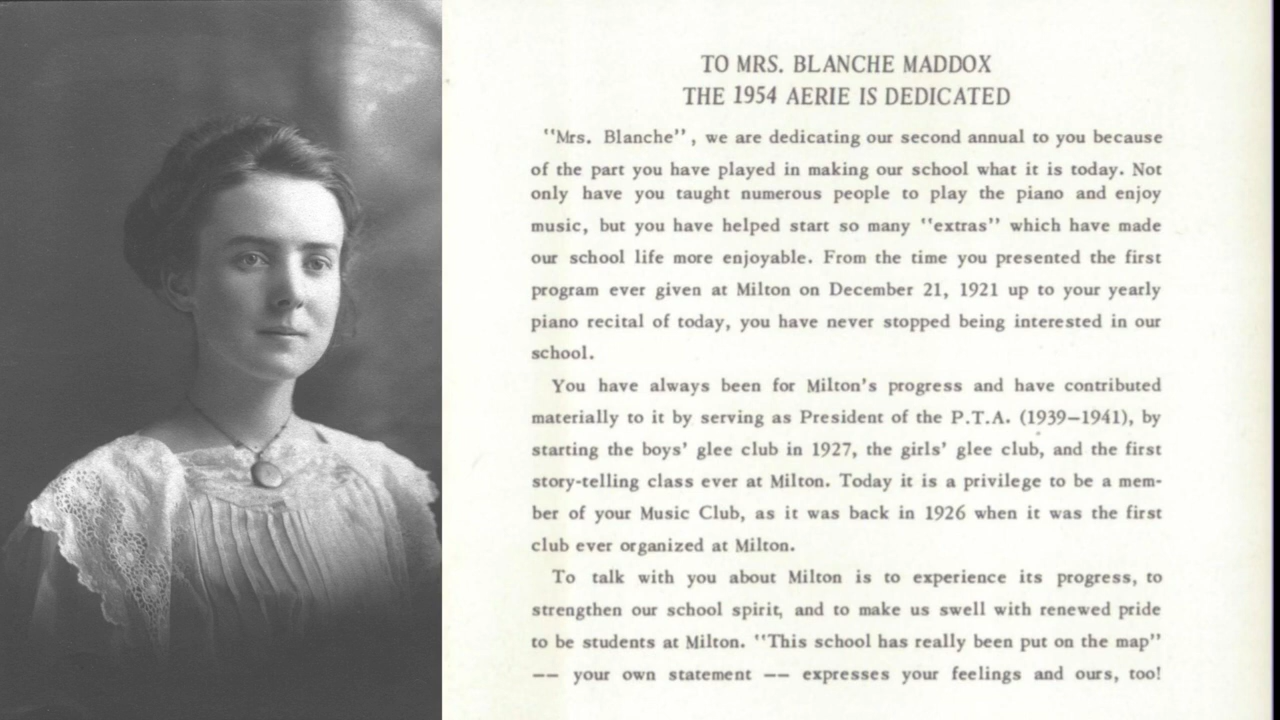 TO MRS. BLANCHE MADDOX
THE 1954 AERIE IS DEDICATED
"Mrs. Blanche", we are dedicating our second annual to you because
of the part you have played in making our school what it is today. Not
only have you taught numerous people to play the piano and enjoy
music, but you have helped start so many "extras" which have made
our school life more enjoyable. From the time you presented the first
program ever given at Milton on December 21, 1921 up to your yearly
piano recital of today, you have never stopped being interested in our
school.
You have always been for Milton's progress and have contributed
materially to it by serving as President of the P.T.A. (1939–1941), by
starting the boys' glee club in 1927, the girls' glee club, and the first
story-telling class ever at Milton. Today it is a privilege to be a mem-
ber of your Music Club, as it was back in 1926 when it was the first
club ever organized at Milton.
To talk with you about Milton is to experience its progress, to
strengthen our school spirit, and to make us swell with renewed pride
to be students at Milton. "This school has really been put on the map"
—— your own statement —— expresses your feelings and ours, too!